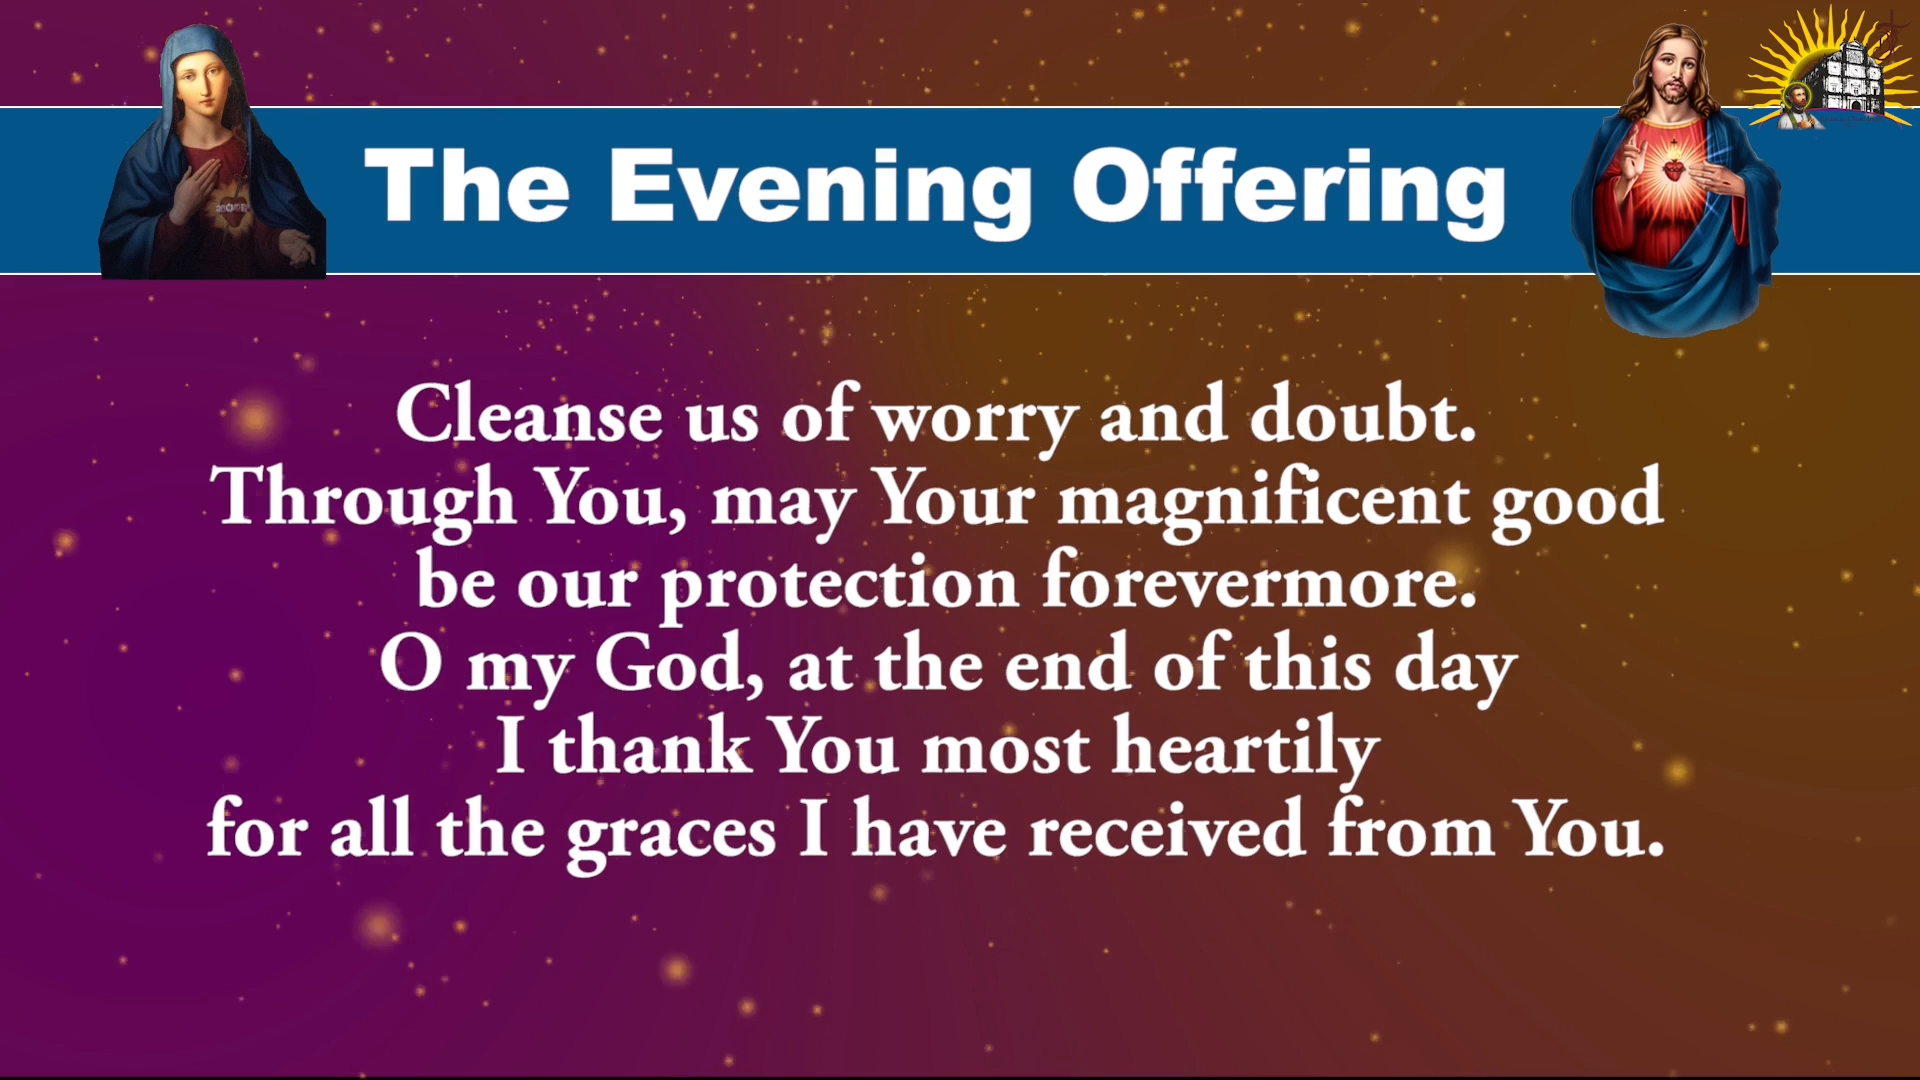 The Evening Offering
Cleanse us of worry and doubt.
Through You, may Your magnificent good
be our protection forevermore.
O my God, at the end of this day
I thank You most heartily
for all the graces I have received from You.